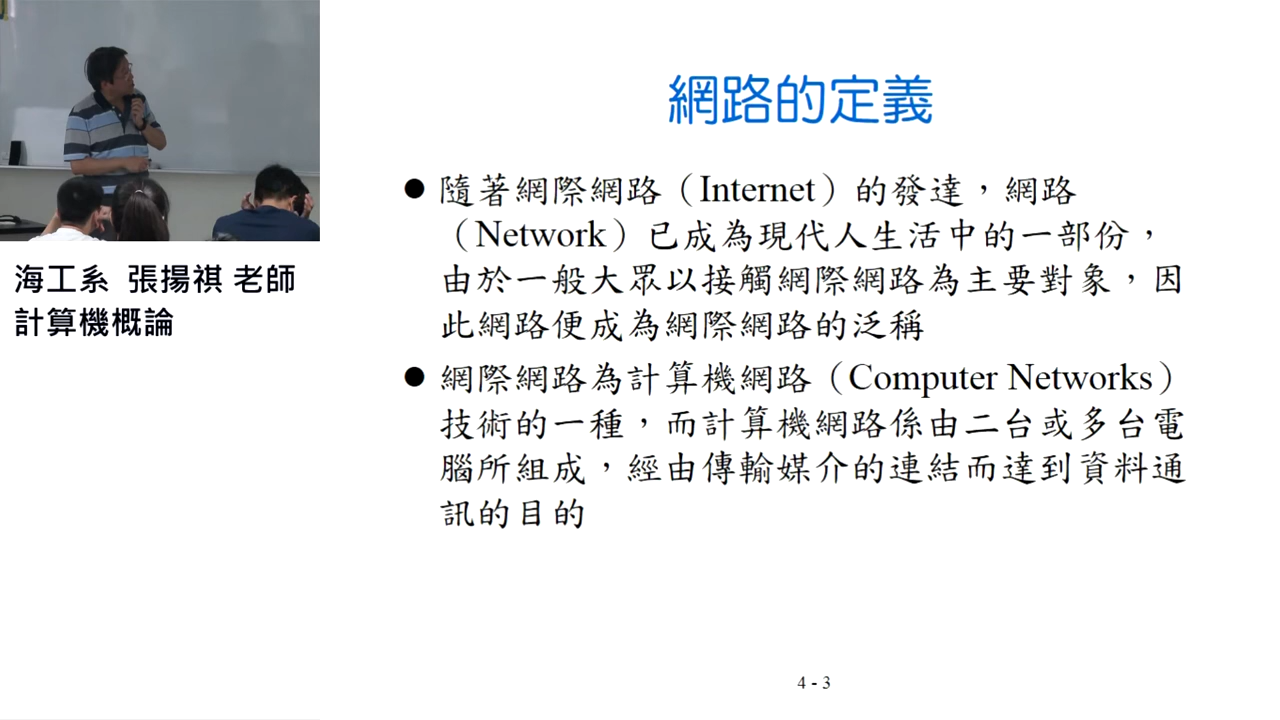 海工系 張揚祺 老師
計算機概論
網路的定義
● 隨著網際網路（Internet）的發達，網路
（Network）已成為現代人生活中的一部份，
由於一般大眾以接觸網際網路為主要對象，因
此網路便成為網際網路的泛稱
● 網際網路為計算機網路（Computer Networks）
技術的一種，而計算機網路係由二台或多台電
腦所組成，經由傳輸媒介的連結而達到資料通
訊的目的
4 - 3